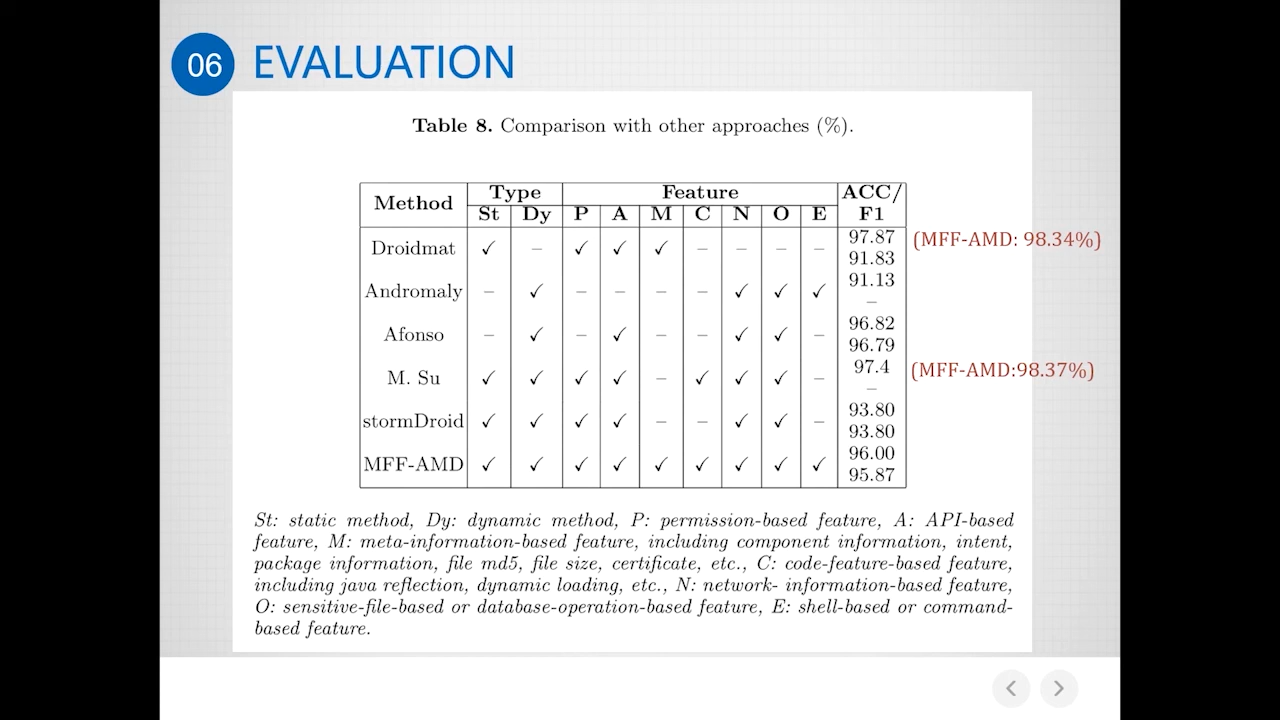 06 EVALUATION
Table 8. Comparison with other approaches (%).
Method Type Feature ACC/
St Dy P A M C N O E F1
Droidmat ✓ – ✓ ✓ ✓ – – – – 97.87 (MFF-AMD: 98.34%)
91.83
Andromaly – ✓ – – – – ✓ ✓ ✓ 91.13
–
Afonso – ✓ – ✓ – – ✓ ✓ – 96.82
96.79
M. Su ✓ ✓ ✓ ✓ – ✓ ✓ ✓ – 97.4 (MFF-AMD:98.37%)
–
stormDroid ✓ ✓ ✓ ✓ – – ✓ ✓ – 93.80
93.80
MFF-AMD ✓ ✓ ✓ ✓ ✓ ✓ ✓ ✓ ✓ 96.00
95.87
St: static method, Dy: dynamic method, P: permission-based feature, A: API-based
feature, M: meta-information-based feature, including component information, intent,
package information, file md5, file size, certificate, etc., C: code-feature-based feature,
including java reflection, dynamic loading, etc., N: network- information-based feature,
O: sensitive-file-based or database-operation-based feature, E: shell-based or command-
based feature.